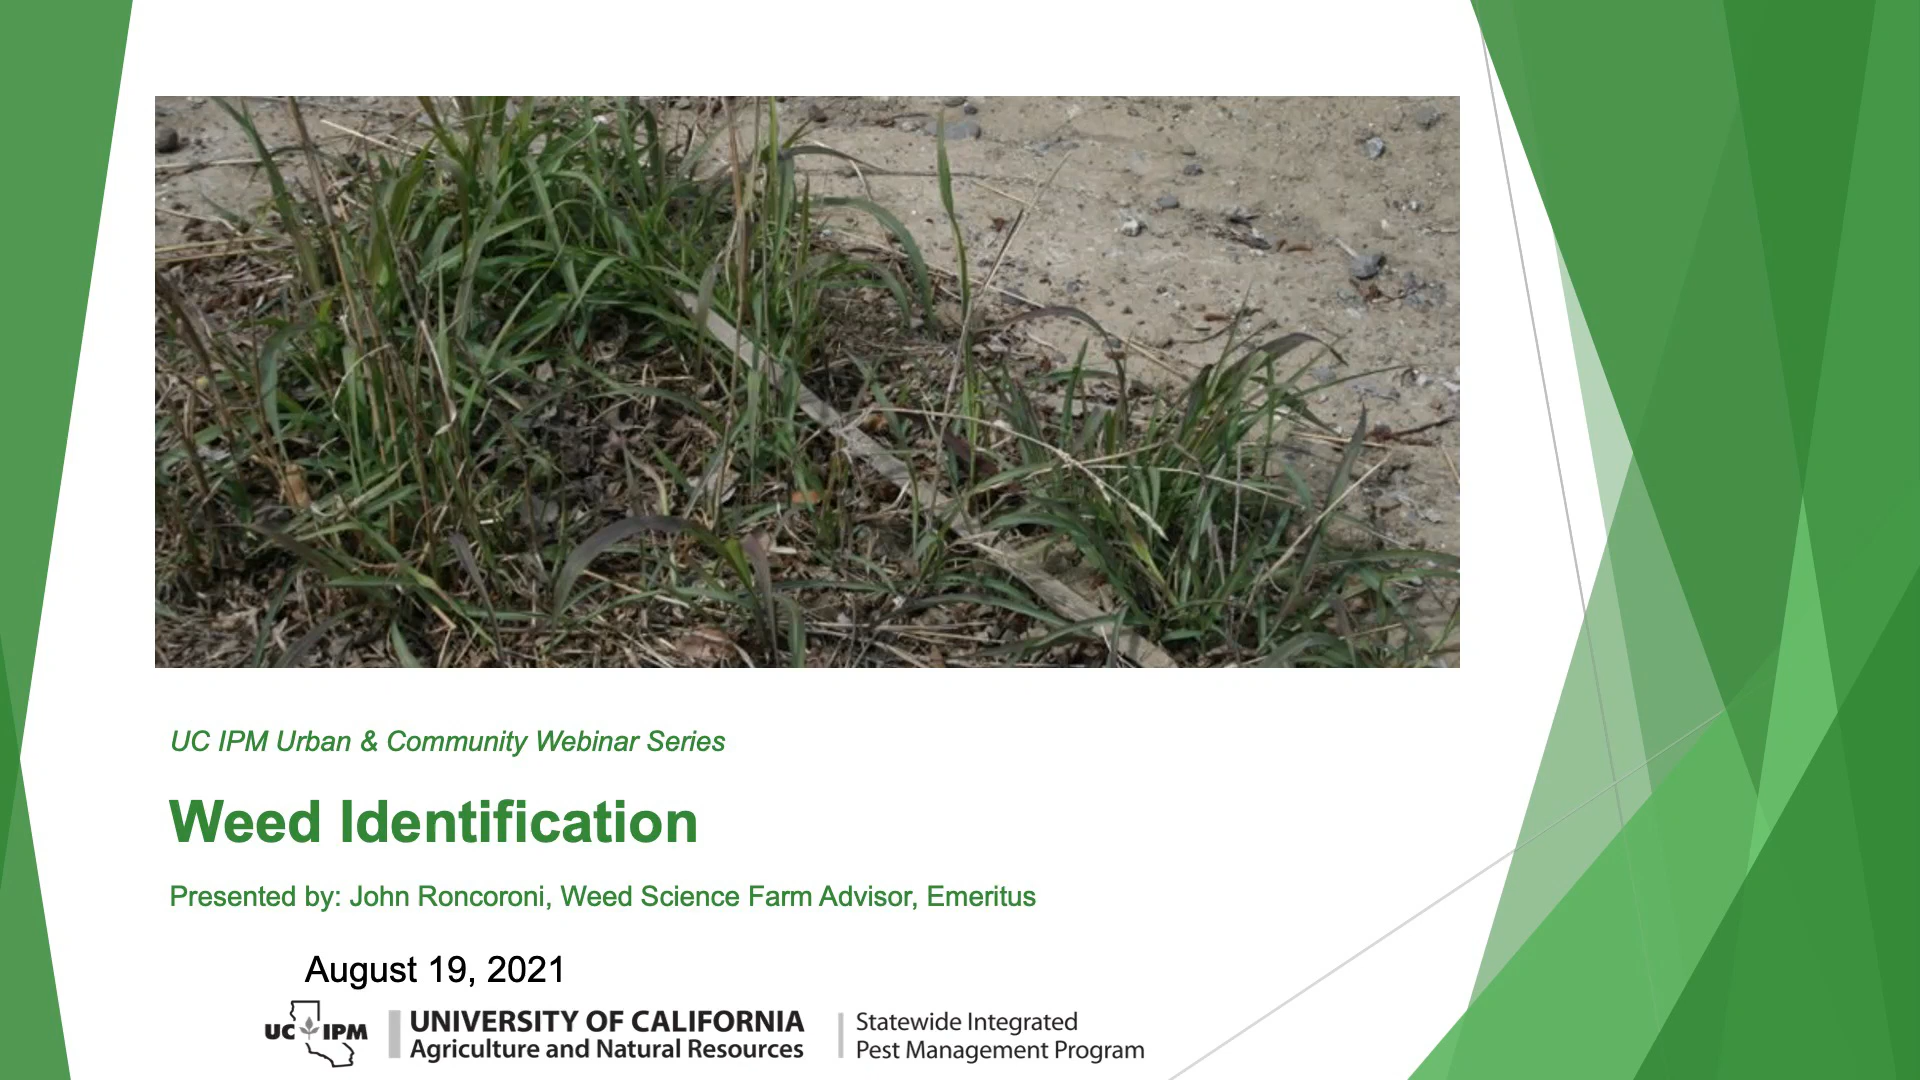 UC IPM Urban & Community Webinar Series
Weed Identification
Presented by: John Roncoroni, Weed Science Farm Advisor, Emeritus
August 19, 2021
UC IPM
UNIVERSITY OF CALIFORNIA
Agriculture and Natural Resources
Statewide Integrated
Pest Management Program